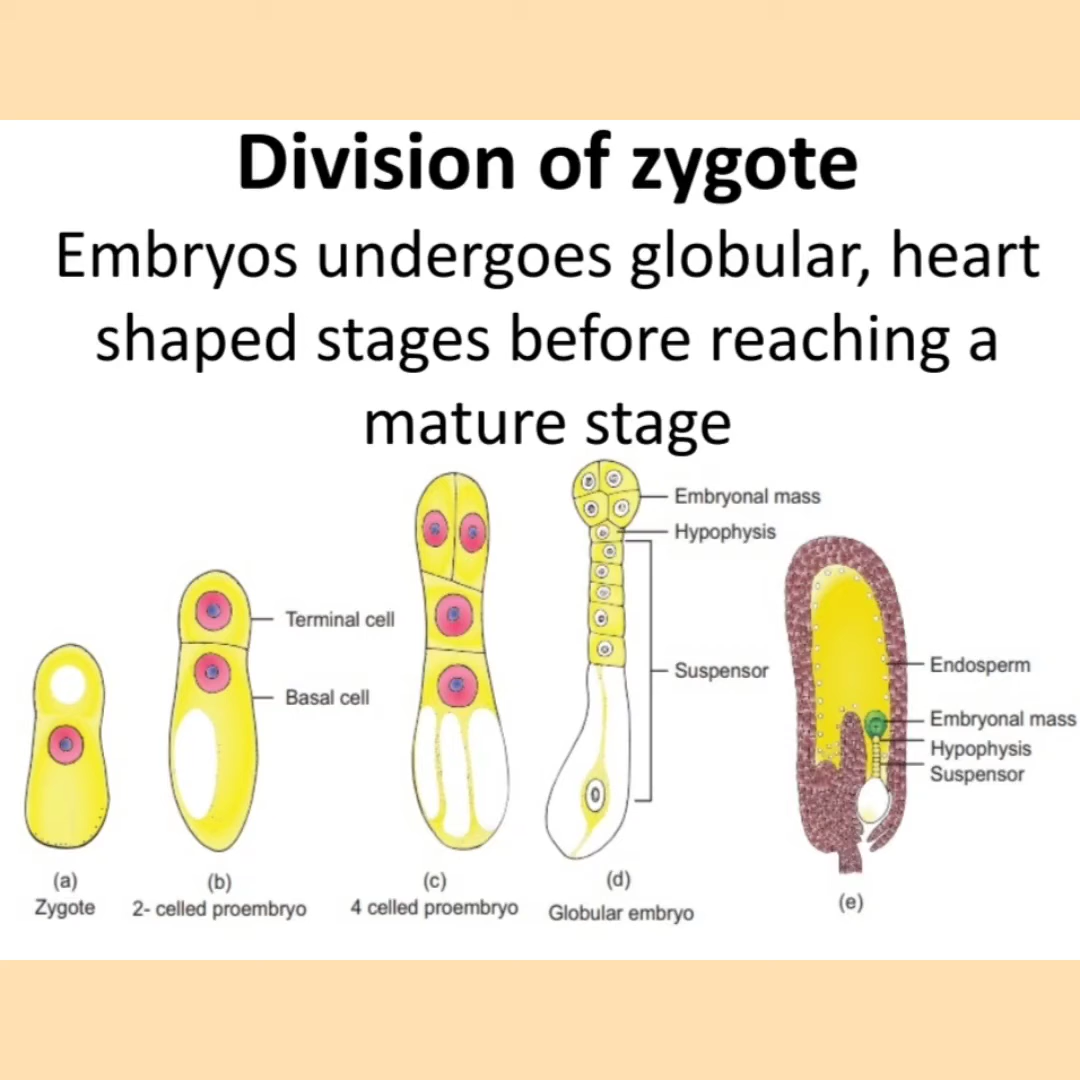 Division of zygote
Embryos undergoes globular, heart
shaped stages before reaching a
mature stage
Terminal cell
Basal cell
Embryonal mass
Hypophysis
Suspensor
Endosperm
Embryonal mass
Hypophysis
Suspensor
(a)
Zygote
(b)
2- celled proembryo
(c)
4 celled proembryo
(d)
Globular embryo
(e)